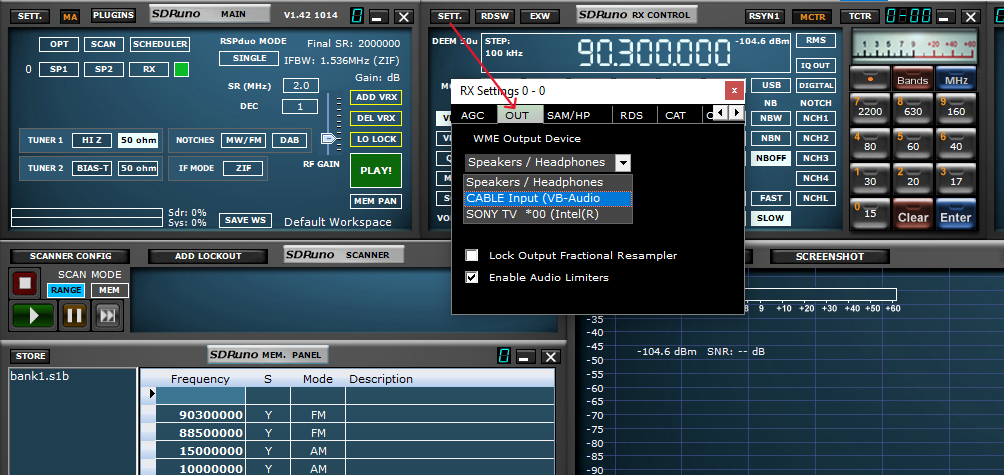 SETT. MA PLUGINS SDRuno MAIN V1.42 1014 0
OPT SCAN SCHEDULER RSPduo MODE Final SR: 2000000
SINGLE IFBW: 1.536MHz (ZIF)
0 SP1 SP2 RX Gain: dB
SR (MHz) 2.0 ADD VRX
DEC 1 DEL VRX
TUNER 1 HI Z 50 ohm NOTCHES MW/FM DAB LO LOCK
RF GAIN PLAY!
TUNER 2 BIAS-T 50 ohm IF MODE ZIF
MEM PAN
Sdr: 0%
Sys: 0% SAVE WS Default Workspace
SETT. RDSW EXW SDRuno RX CONTROL RSYN1 MCTR TCTR
DEEM 50u STEP:
100 kHz 90.300.000 -104.6 dBm RMS
IQ OUT
USB DIGITAL
NB NOTCH
NBW NCH1
NBN NCH2
NBOFF NCH3
NCH4
FAST NCHL
SLOW
1 3 5 7 9 +20 +40 +60
Bands MHz
7 2200 8 630 9 160
4 80 5 60 6 40
1 30 2 20 3 17
0 15 Clear Enter
RX Settings 0 - 0 x
AGC OUT SAM/HP RDS CAT
WME Output Device
Speakers / Headphones
Speakers / Headphones
CABLE Input (VB-Audio
SONY TV *00 (Intel(R)
Lock Output Fractional Resampler
Enable Audio Limiters
SCANNER CONFIG ADD LOCKOUT SDRuno SCANNER
SCAN MODE
RANGE MEM
SCREENSHOT
+10 +20 +30 +40 +50 +60
-35
-40
-104.6 dBm SNR: -- dB
-45
-50
-55
-60
-65
-70
-75
-80
-85
-90
STORE SDRuno MEM. PANEL 0
bank1.s1b
Frequency S Mode Description
90300000 Y FM
88500000 Y FM
15000000 Y AM
10000000 Y AM